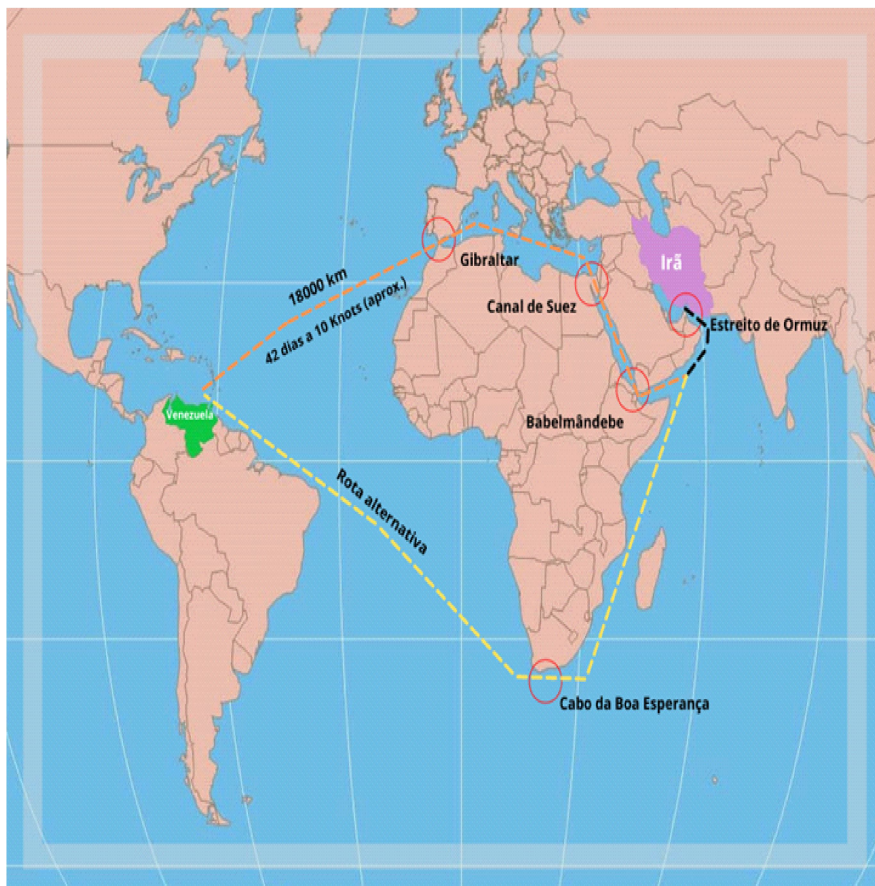 Irã
Gibraltar
18000 km
Canal de Suez
Estreito de Ormuz
42 dias a 10 Knots (aprox.)
Venezuela
Babelmândebe
Rota alternativa
Cabo da Boa Esperança